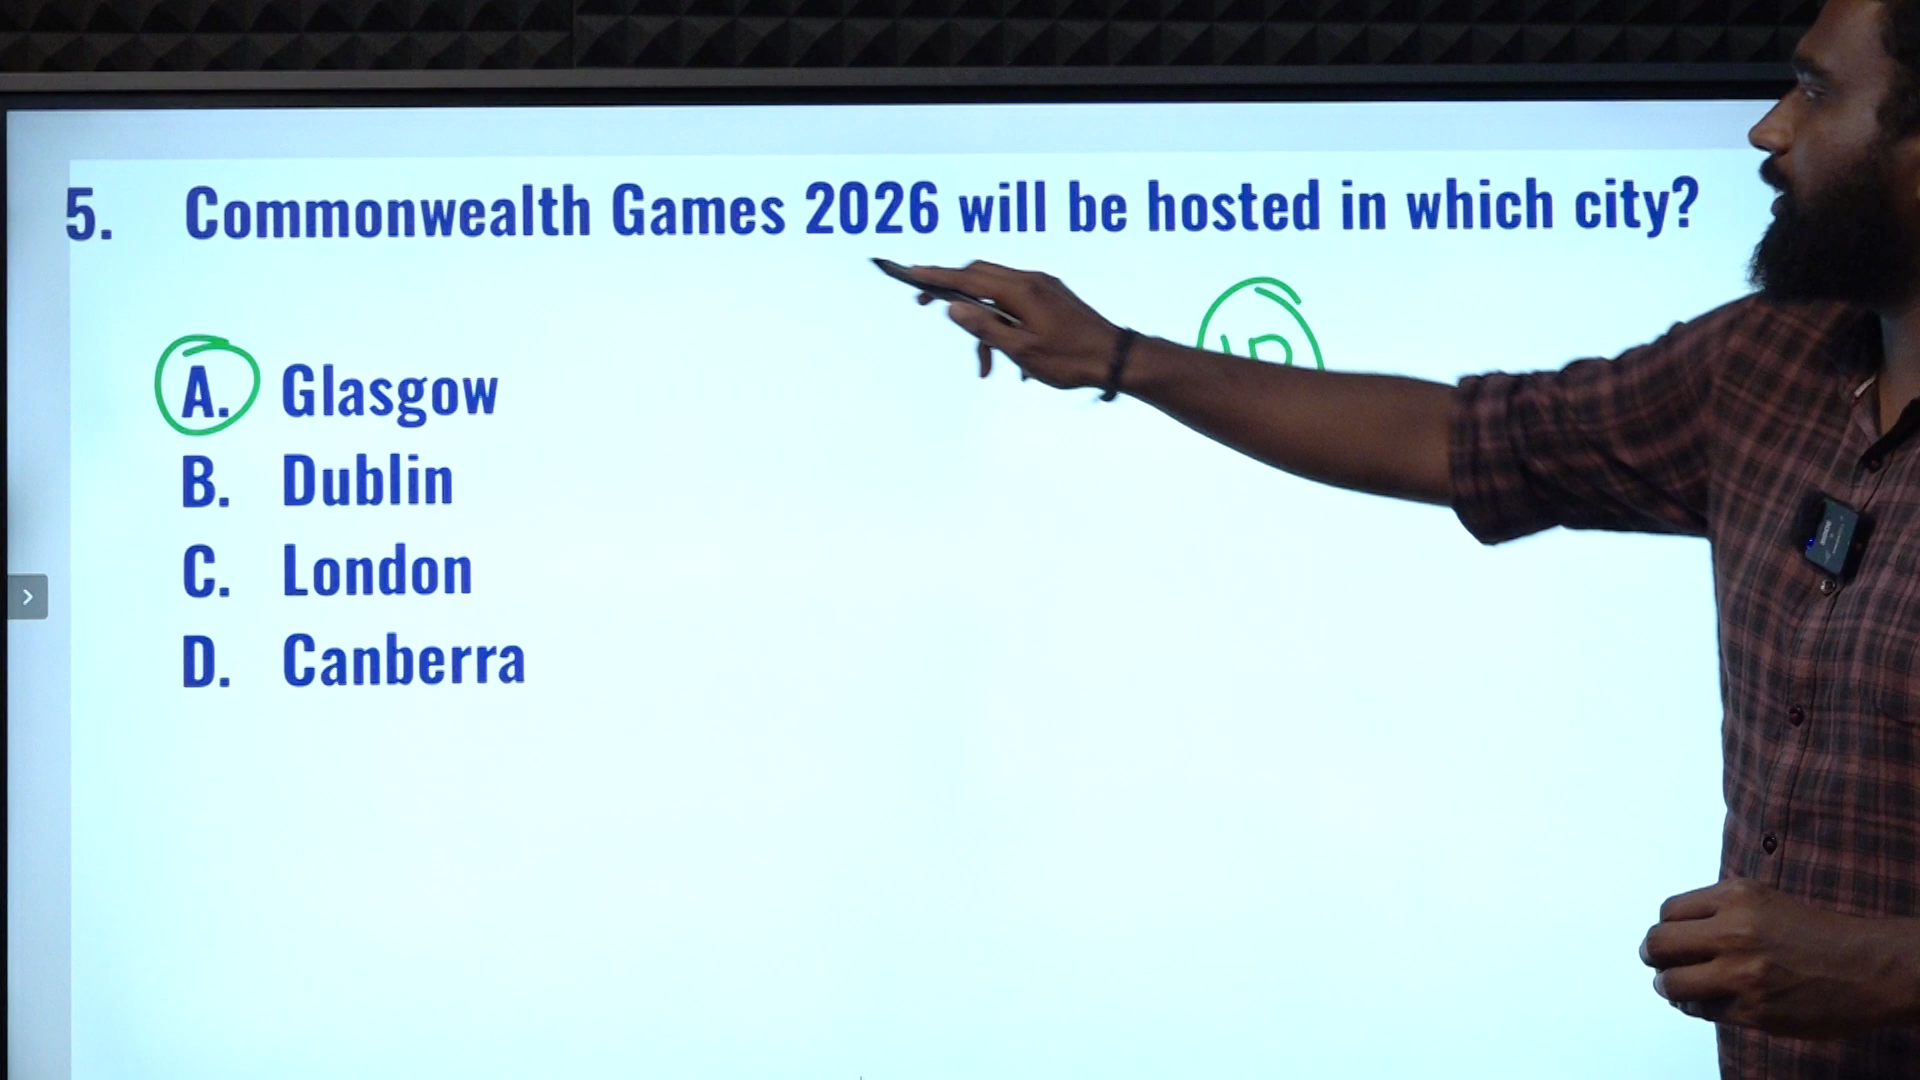 5. Commonwealth Games 2026 will be hosted in which city?
A. Glasgow
B. Dublin
C. London
D. Canberra